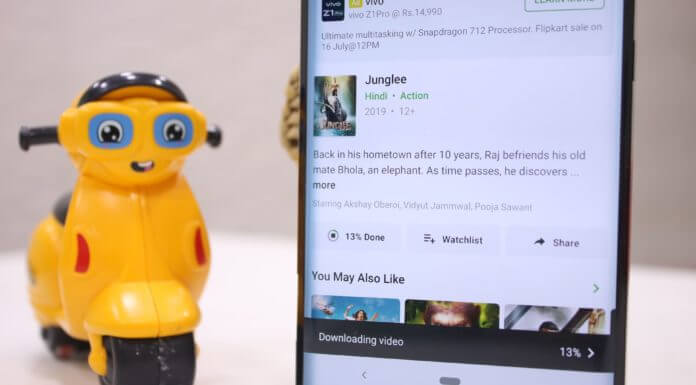 LEARN MORE
vivo
Z1Pro
Ad vivo
vivo Z1Pro @ Rs.14,990
Ultimate multitasking w/ Snapdragon 712 Processor. Flipkart sale on
16 July@12PM
JUNGLEE
Junglee
Hindi • Action
2019 • 12+
Back in his hometown after 10 years, Raj befriends his old
mate Bhola, an elephant. As time passes, he discovers ...
more
Starring Akshay Oberoi, Vidyut Jammwal, Pooja Sawant
13% Done
Watchlist
Share
You May Also Like
Downloading video
13%